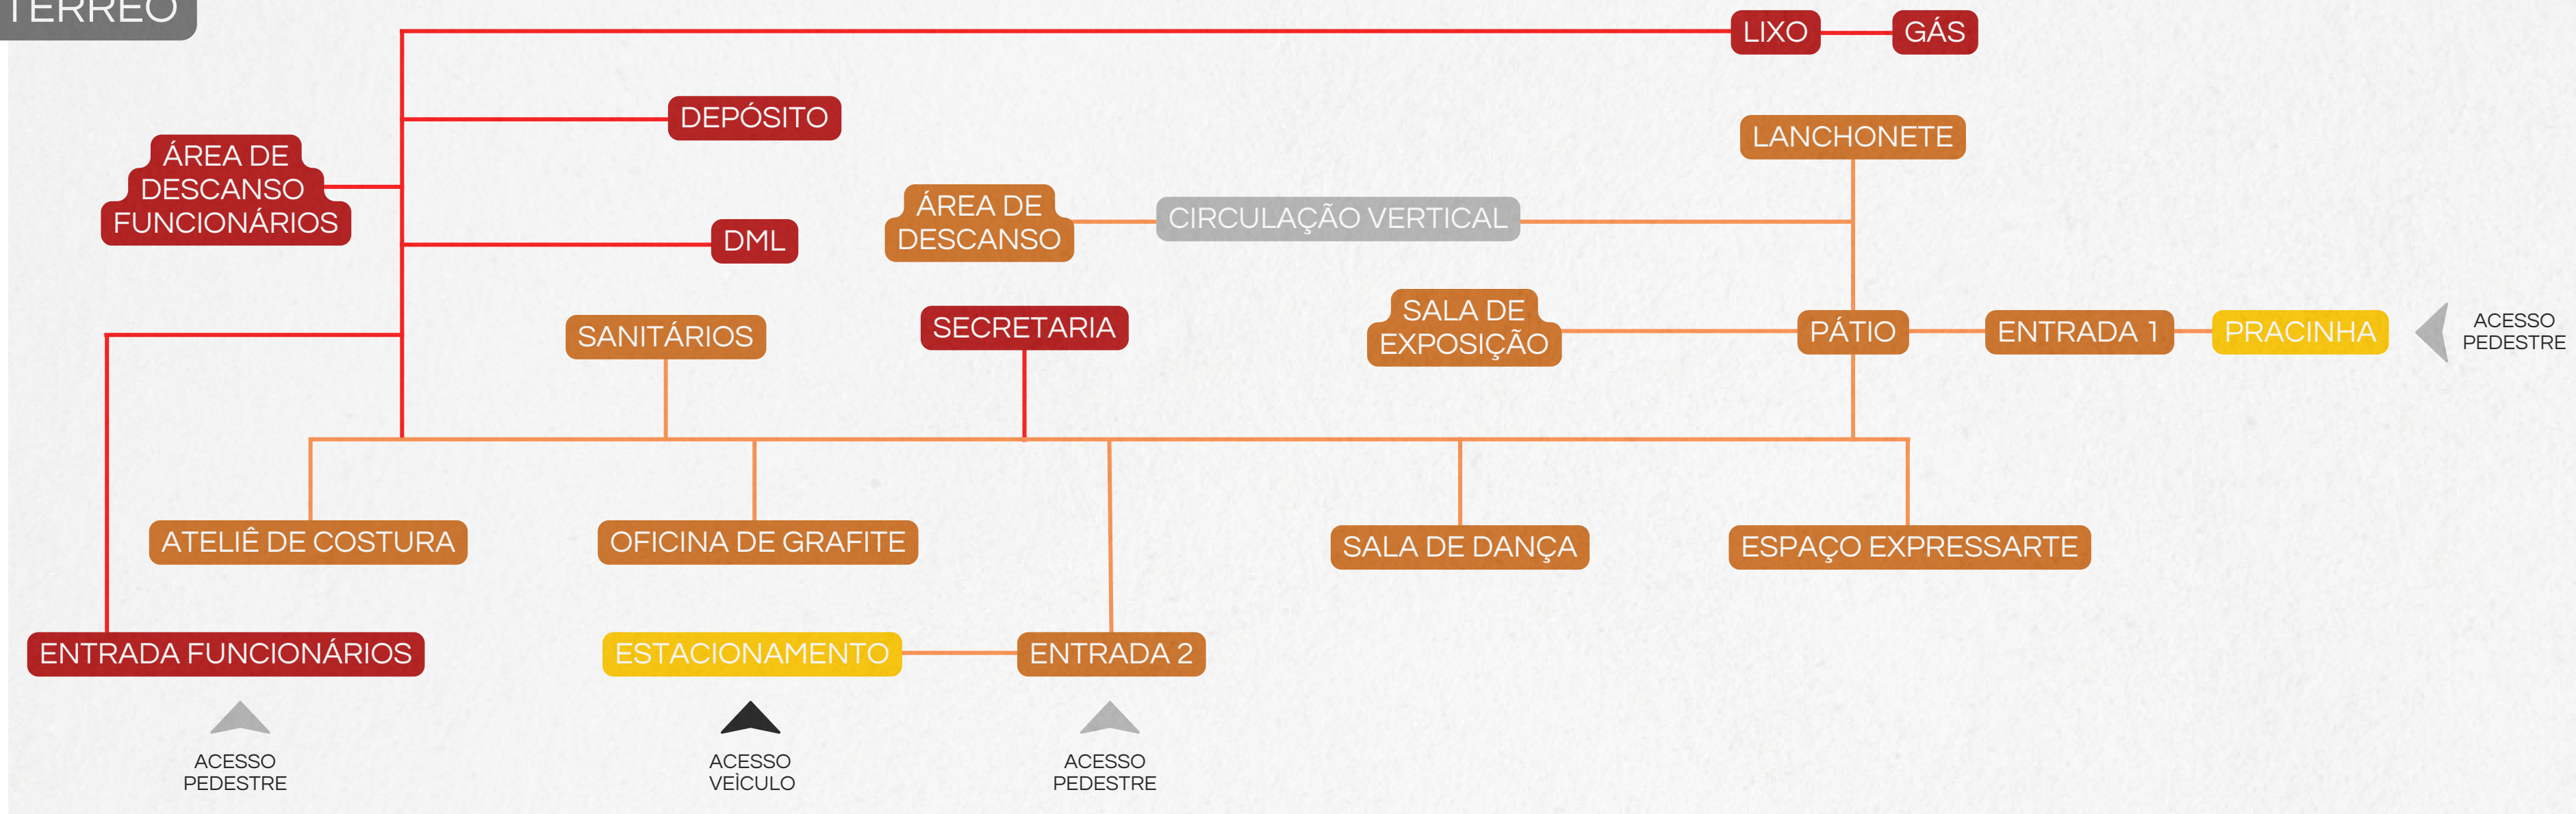 TÉRREO
LIXO
GÁS
DEPÓSITO
LANCHONETE
ÁREA DE
DESCANSO
FUNCIONÁRIOS
ÁREA DE
DESCANSO
CIRCULAÇÃO VERTICAL
DML
SANITÁRIOS
SECRETARIA
SALA DE
EXPOSIÇÃO
PÁTIO
ENTRADA 1
PRACINHA
ACESSO
PEDESTRE
ATELIÊ DE COSTURA
OFICINA DE GRAFITE
SALA DE DANÇA
ESPAÇO EXPRESSARTE
ENTRADA FUNCIONÁRIOS
ESTACIONAMENTO
ENTRADA 2
ACESSO
PEDESTRE
ACESSO
VEÌCULO
ACESSO
PEDESTRE